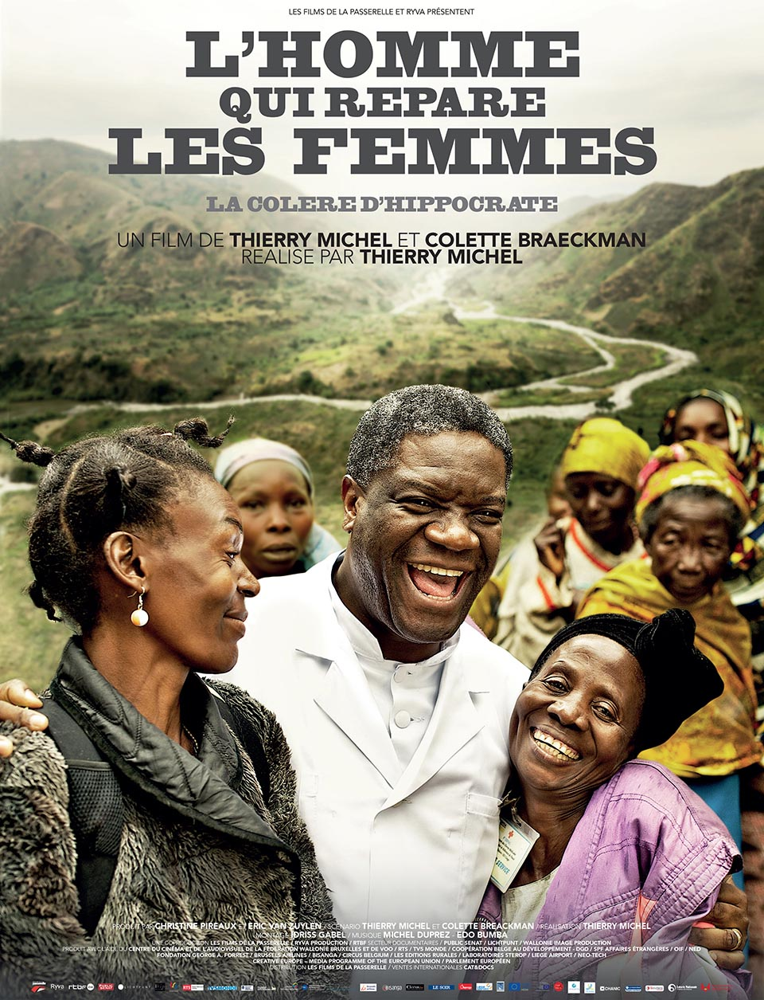 LES FILMS DE LA PASSERELLE ET RYVA PRÉSENTENT
L'HOMME
QUI REPARE
LES FEMMES
LA COLERE D'HIPPOCRATE
UN FILM DE THIERRY MICHEL ET COLETTE BRAECKMAN
REALISE PAR THIERRY MICHEL
SERVICE
PRODUIT PAR CHRISTINE PIREAUX ET ERIC VAN ZUYLEN / SCÉNARIO THIERRY MICHEL ET COLETTE BREACKMAN / RÉALISATION THIERRY MICHEL
MONTAGE IDRISS GABEL / MUSIQUE MICHEL DUPREZ - EDO BUMBA
UNE COPRODUCTION LES FILMS DE LA PASSERELLE / RYVA PRODUCTION / RTBF SECTEUR DOCUMENTAIRES / PUBLIC SENAT / LICHTPUNT / WALLONIE IMAGE PRODUCTION
PRODUIT AVEC L'AIDE DU CENTRE DU CINÉMA ET DE L'AUDIOVISUEL DE LA FÉDÉRATION WALLONIE BRUXELLES ET DE VOO / RTS / TV5 MONDE / COOPÉRATION BELGE AU DÉVELOPPEMENT - DGD / SPF AFFAIRES ÉTRANGÈRES / OIF / NED
FONDATION GEORGE A. FORREST / BRUSSELS AIRLINES / BISANGA / CIRCUS BELGIUM / LES EDITIONS RURALES / LABORATOIRES STEROP / LIEGE AIRPORT / NEO-TECH
CREATIVE EUROPE – MEDIA PROGRAMME OF THE EUROPEAN UNION / PARLEMENT EUROPÉEN
DISTRIBUTION LES FILMS DE LA PASSERELLE / VENTES INTERNATIONALES CAT&DOCS
Ryva rtbf LICHTPUNT RTS TV5MONDE BISANGA LE SOIR CHANIC